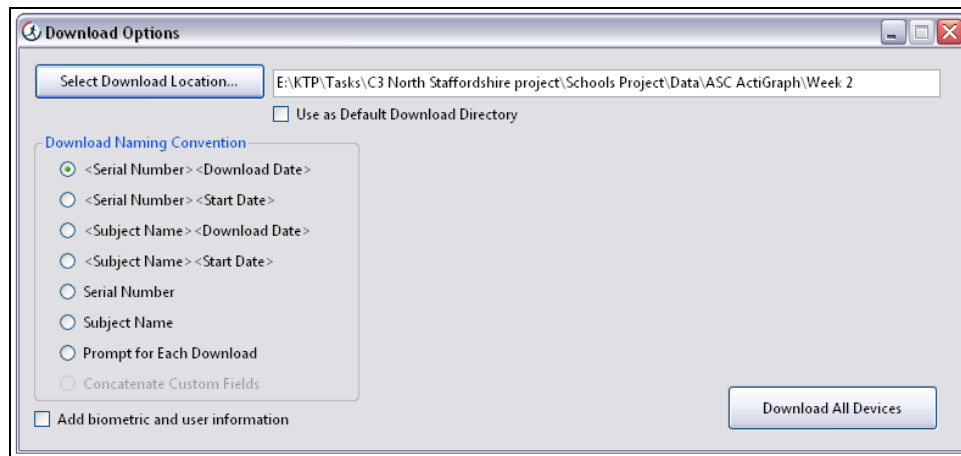 Download Options
Select Download Location... E:\KTP\Tasks\C3 North Staffordshire project\Schools Project\Data\ASC ActiGraph\Week 2
Use as Default Download Directory
Download Naming Convention
<Serial Number><Download Date>
<Serial Number><Start Date>
<Subject Name><Download Date>
<Subject Name><Start Date>
Serial Number
Subject Name
Prompt for Each Download
Concatenate Custom Fields
Add biometric and user information
Download All Devices